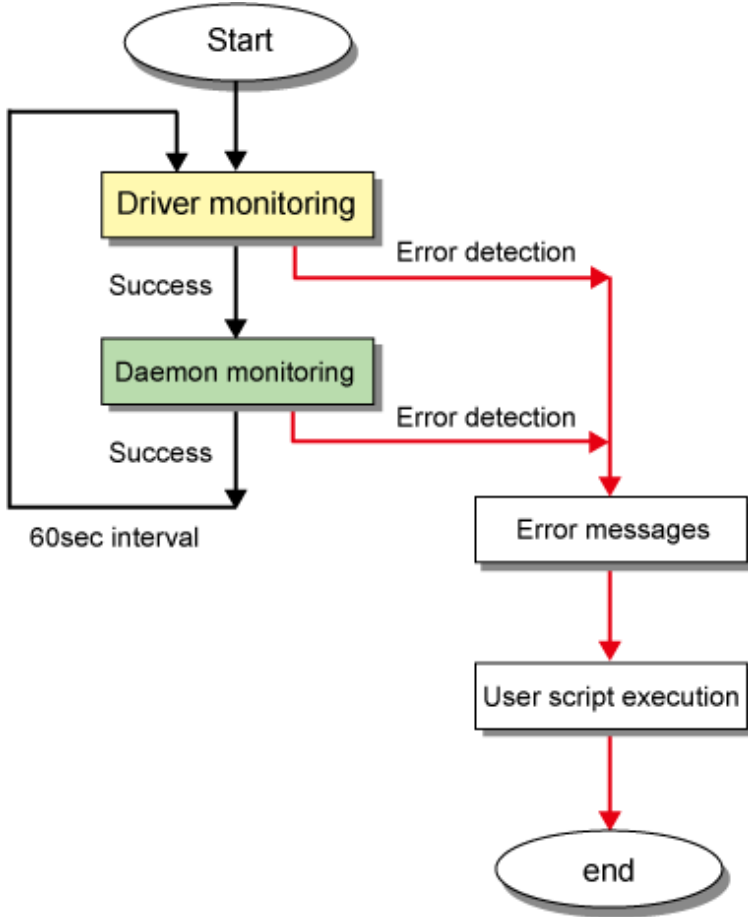 Start
Driver monitoring
Error detection
Success
Daemon monitoring
Error detection
Success
60sec interval
Error messages
User script execution
end